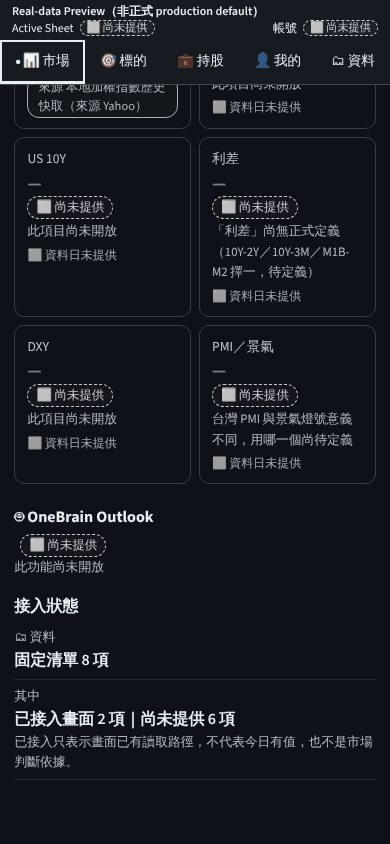 Real-data Preview（非正式 production default）
Active Sheet 尚未提供 帳號 尚未提供
市場 標的 持股 我的 資料
來源 本地加權指數歷史
快取（來源 Yahoo）
資料日未提供
US 10Y
—
尚未提供
此項目尚未開放
資料日未提供
利差
—
尚未提供
「利差」尚無正式定義
（10Y-2Y／10Y-3M／M1B-
M2 擇一，待定義）
資料日未提供
DXY
—
尚未提供
此項目尚未開放
資料日未提供
PMI／景氣
—
尚未提供
台灣 PMI 與景氣燈號意義
不同，用哪一個尚待定義
資料日未提供
OneBrain Outlook
尚未提供
此功能尚未開放
接入狀態
資料
固定清單 8 項
其中
已接入畫面 2 項｜尚未提供 6 項
已接入只表示畫面已有讀取路徑，不代表今日有值，也不是市場
判斷依據。